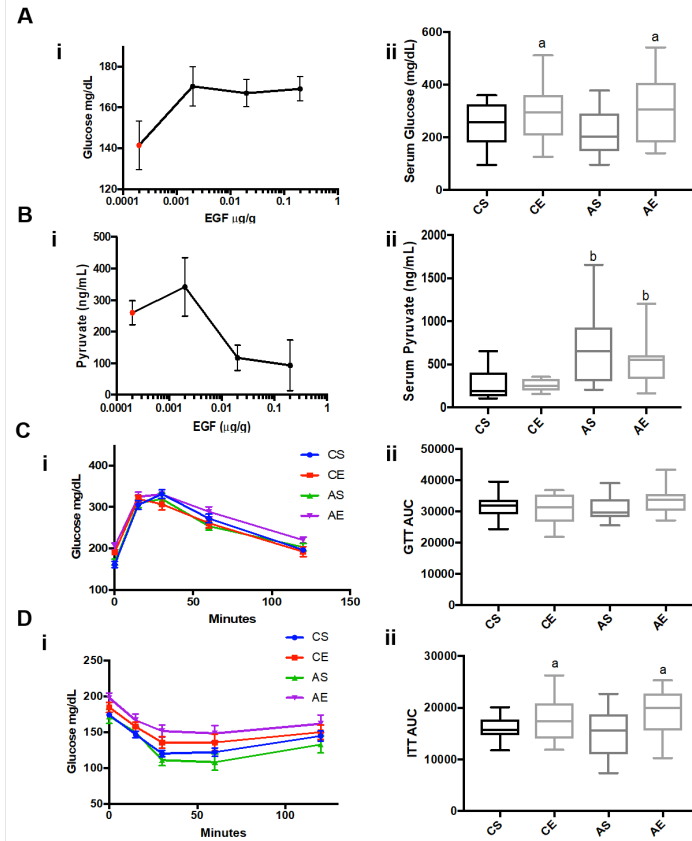 A
i
Glucose mg/dL
180
160
140
120
0.0001 0.001 0.01 0.1 1
EGF μg/g
ii
Serum Glucose (mg/dL)
600
400
200
0
a a
CS CE AS AE
B
i
Pyruvate (ng/mL)
500
400
300
200
100
0
0.0001 0.001 0.01 0.1 1
EGF (μg/g)
ii
Serum Pyruvate (ng/mL)
2000
1500
1000
500
0
b b
CS CE AS AE
C
i
Glucose mg/dL
400
300
200
100
0 50 100 150
Minutes
CS
CE
AS
AE
ii
GTT AUC
50000
40000
30000
20000
10000
0
CS CE AS AE
D
i
Glucose mg/dL
250
200
150
100
50
0 50 100
Minutes
CS
CE
AS
AE
ii
ITT AUC
30000
20000
10000
0
a a
CS CE AS AE